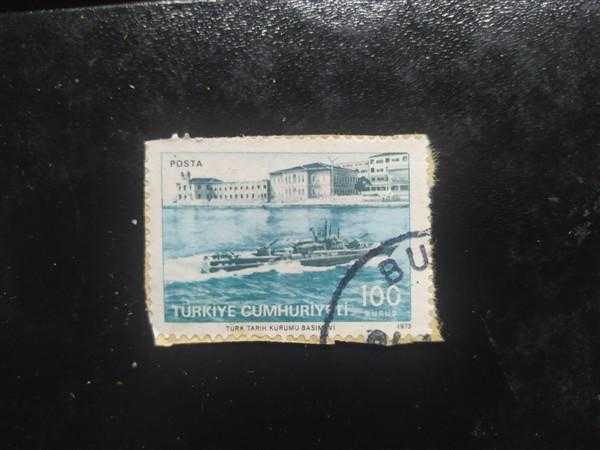 POSTA
TÜRKİYE CUMHURİYETİ
100
KURUŞ
TÜRK TARİH KURUMU BASIMEVİ
1973
BU